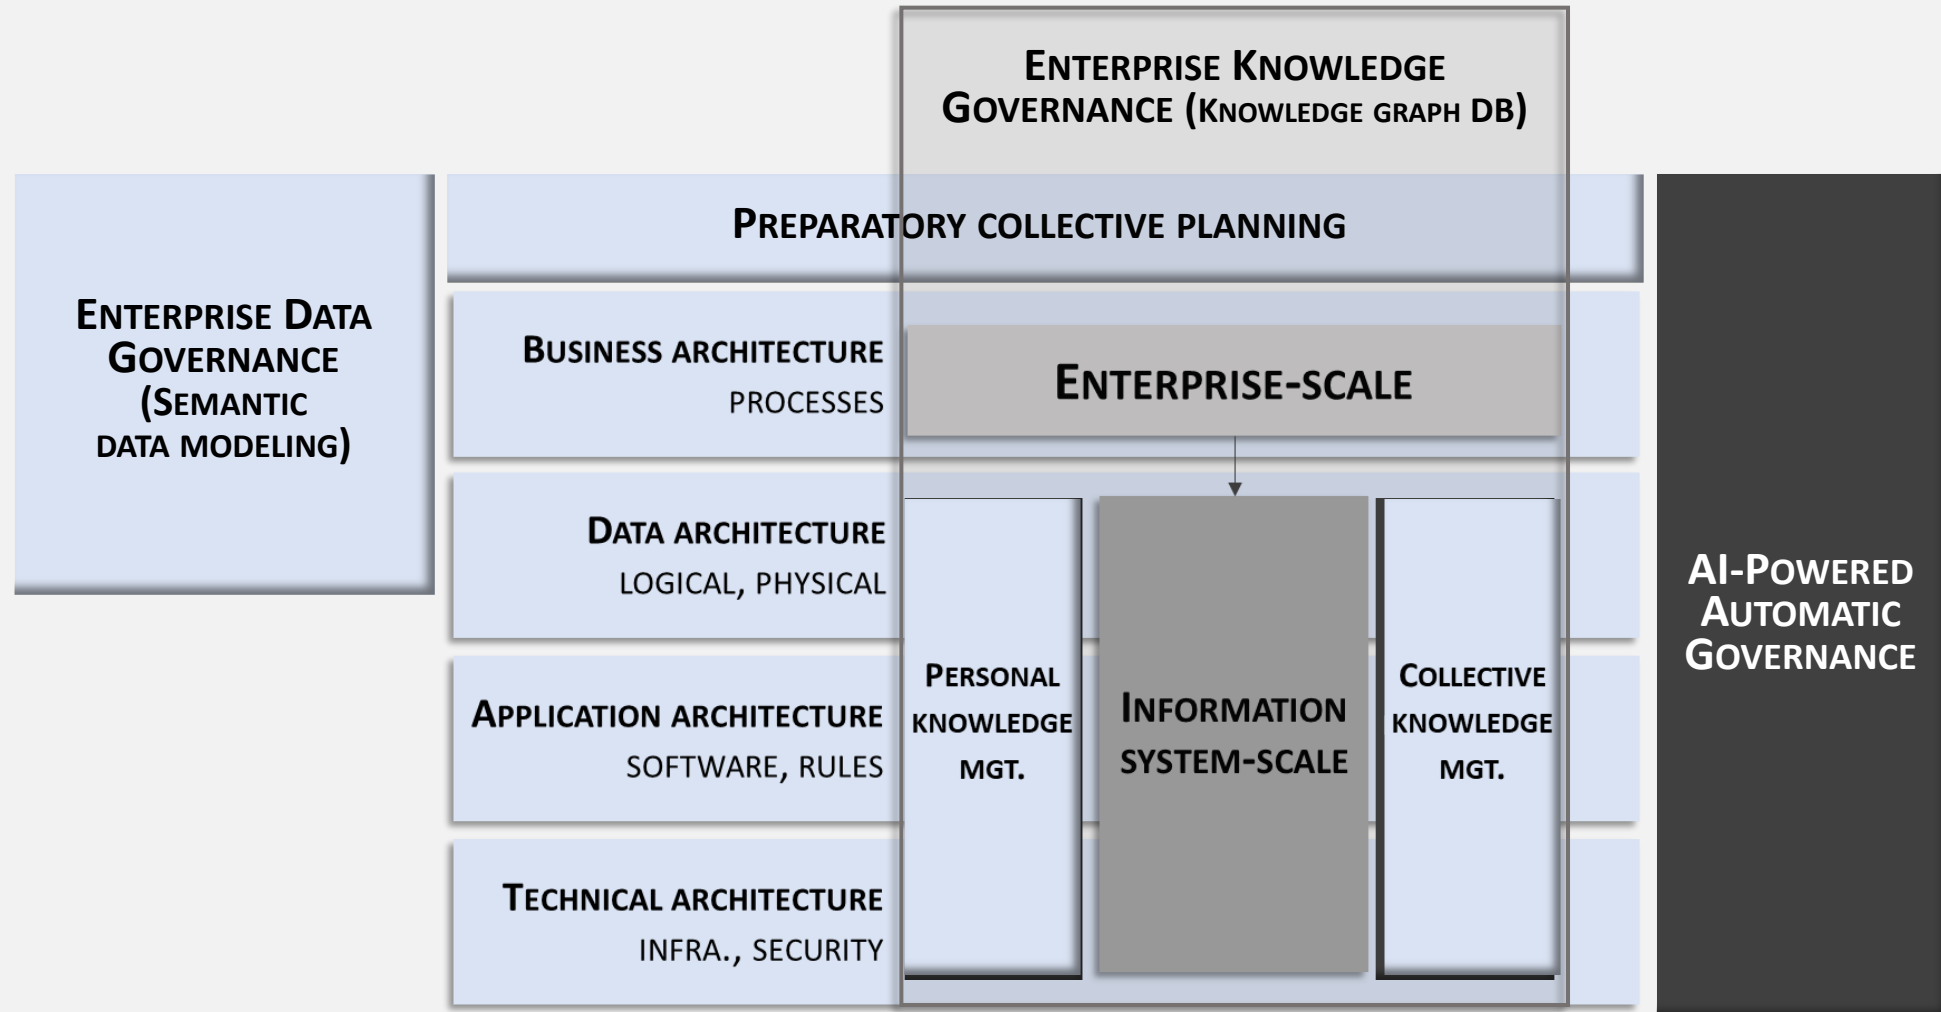 Enterprise Knowledge
Governance (Knowledge graph DB)
Preparatory collective planning
Enterprise Data
Governance
(Semantic
data modeling)
Business architecture
processes
Enterprise-scale
Data architecture
logical, physical
Application architecture
software, rules
Technical architecture
infra., security
Personal
knowledge
mgt.
Information
system-scale
Collective
knowledge
mgt.
AI-Powered
Automatic
Governance